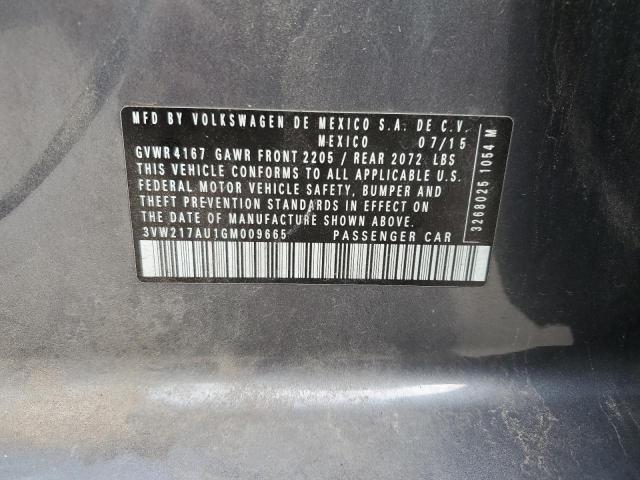 MFD BY VOLKSWAGEN DE MEXICO S.A. DE C.V.
MEXICO 07/15
GVWR 4167 GAWR FRONT 2205 / REAR 2072 LBS
THIS VEHICLE CONFORMS TO ALL APPLICABLE U.S.
FEDERAL MOTOR VEHICLE SAFETY, BUMPER AND
THEFT PREVENTION STANDARDS IN EFFECT ON
THE DATE OF MANUFACTURE SHOWN ABOVE.
3VW217AU1GM009665 PASSENGER CAR
3268025 1054 M